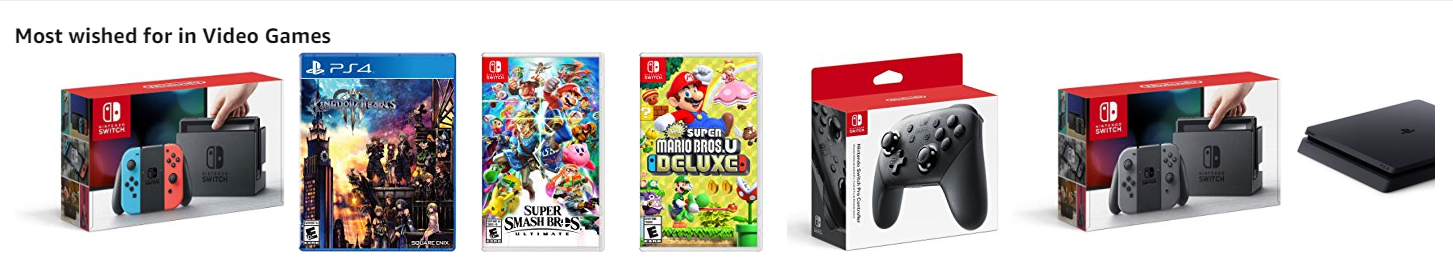 Most wished for in Video Games
NINTENDO
SWITCH
NINTENDO
SWITCH
PS4
KINGDOM HEARTS
III
SQUARE ENIX
NINTENDO
SWITCH
SUPER
SMASH BROS.
ULTIMATE
NINTENDO
SWITCH
SUPER
MARIO BROS. U
DELUXE
NINTENDO
SWITCH
Nintendo Switch Pro Controller
NINTENDO
SWITCH
NINTENDO
SWITCH